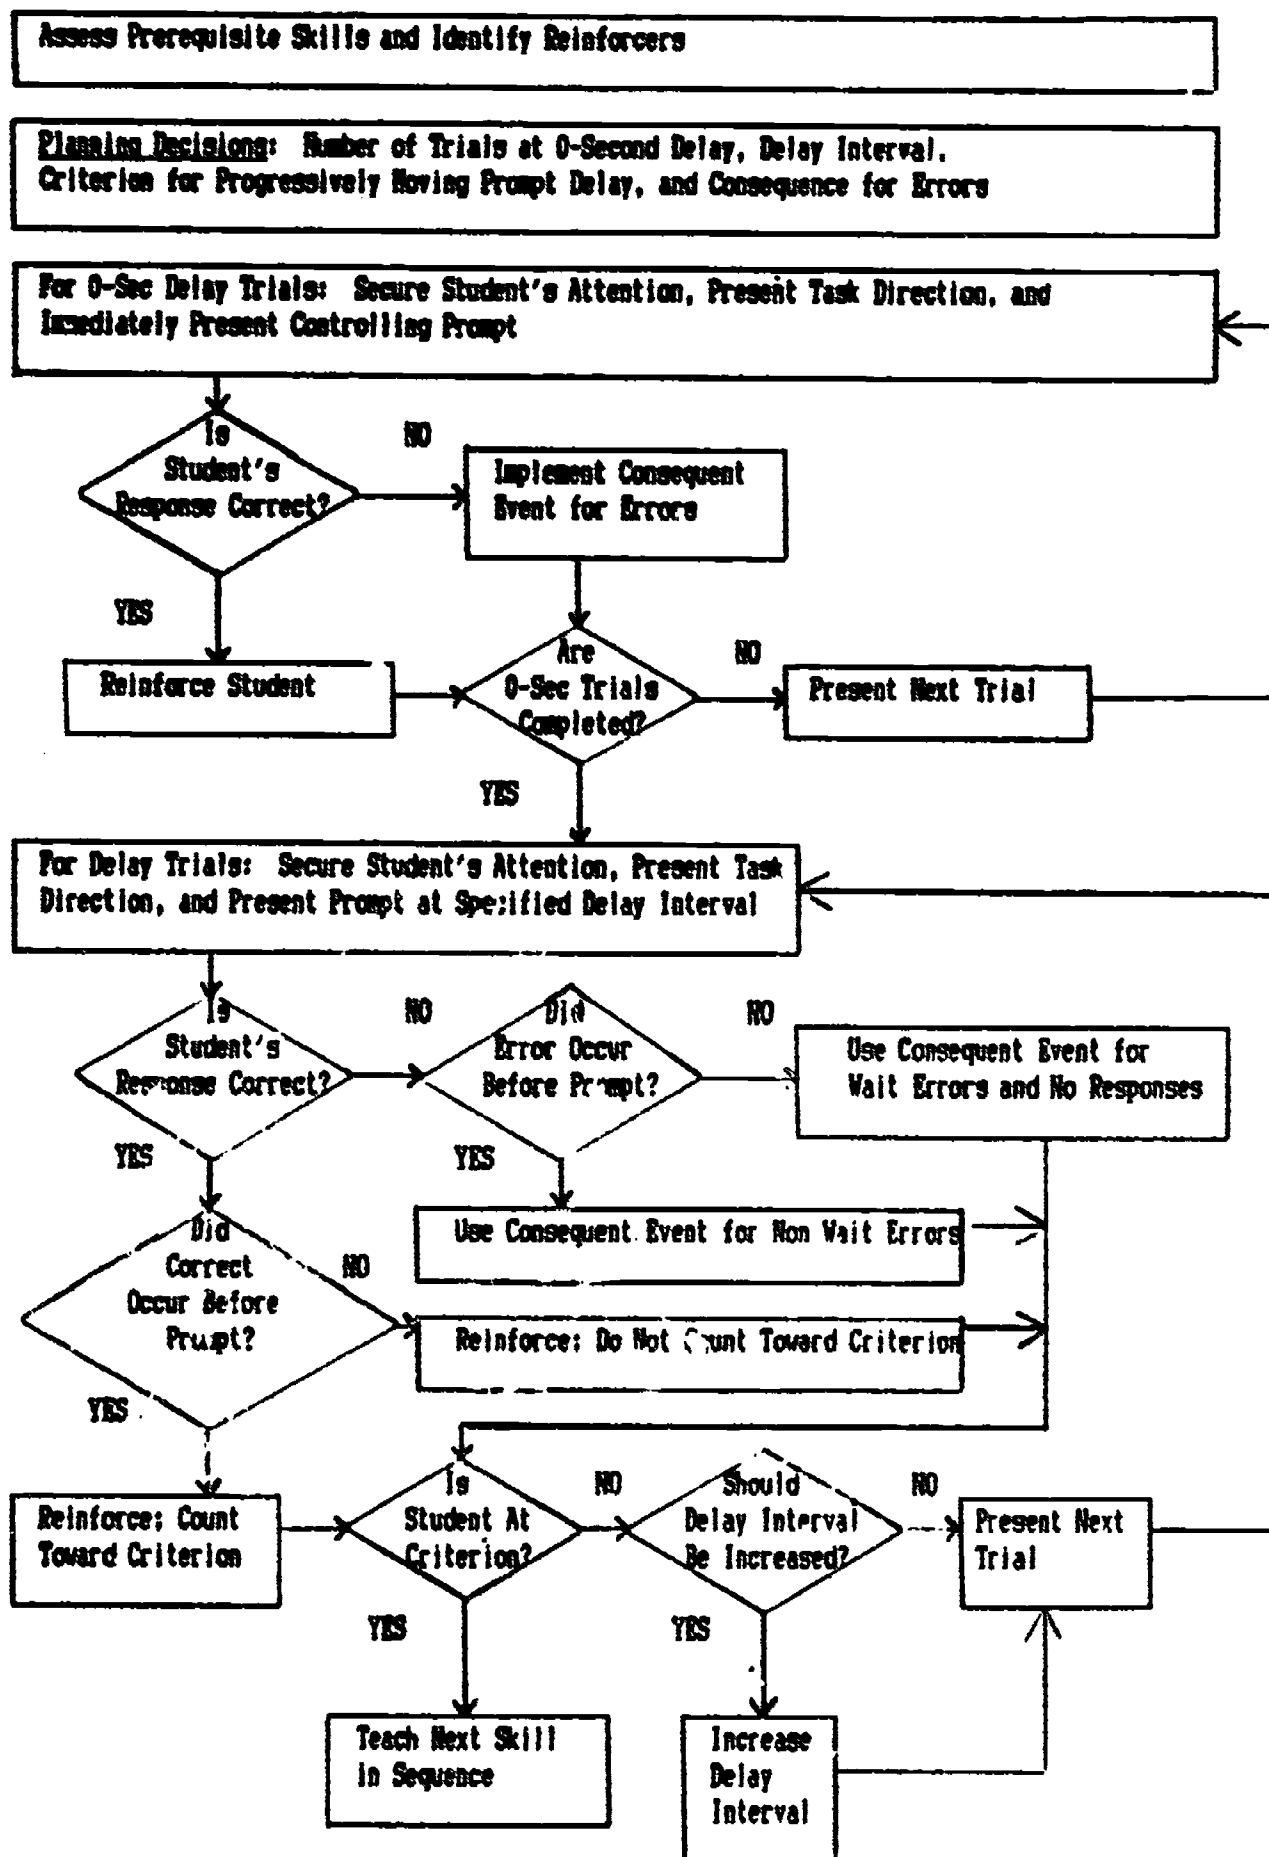 Assess Prerequisite Skills and Identify Reinforcers
Planning Decisions: Number of Trials at 0-Second Delay, Delay Interval,
Criterion for Progressively Moving Prompt Delay, and Consequence for Errors
For 0-Sec Delay Trials: Secure Student's Attention, Present Task Direction, and
Immediately Present Controlling Prompt
Is
Student's
Response Correct?
NO
Implement Consequent
Event for Errors
YES
Reinforce Student
Are
0-Sec Trials
Completed?
NO
Present Next Trial
YES
For Delay Trials: Secure Student's Attention, Present Task
Direction, and Present Prompt at Specified Delay Interval
Is
Student's
Response Correct?
NO
Did
Error Occur
Before Prompt?
NO
Use Consequent Event for
Wait Errors and No Responses
YES
YES
Use Consequent Event for Non Wait Errors
Did
Correct
Occur Before
Prompt?
NO
Reinforce: Do Not Count Toward Criterion
YES
Reinforce: Count
Toward Criterion
Is
Student At
Criterion?
NO
Should
Delay Interval
Be Increased?
NO
Present Next
Trial
YES
YES
Teach Next Skill
in Sequence
Increase
Delay
Interval